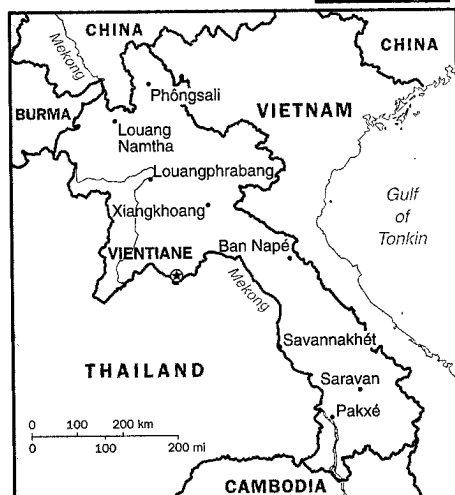 CHINA
CHINA
Mekong
Phôngsali
BURMA
VIETNAM
Louang
Namtha
Louangphrabang
Gulf
of
Tonkin
Xiangkhoang
VIENTIANE
Ban Napé
Mekong
Savannakhét
THAILAND
Saravan
Pakxé
0 100 200 km
0 100 200 mi
CAMBODIA